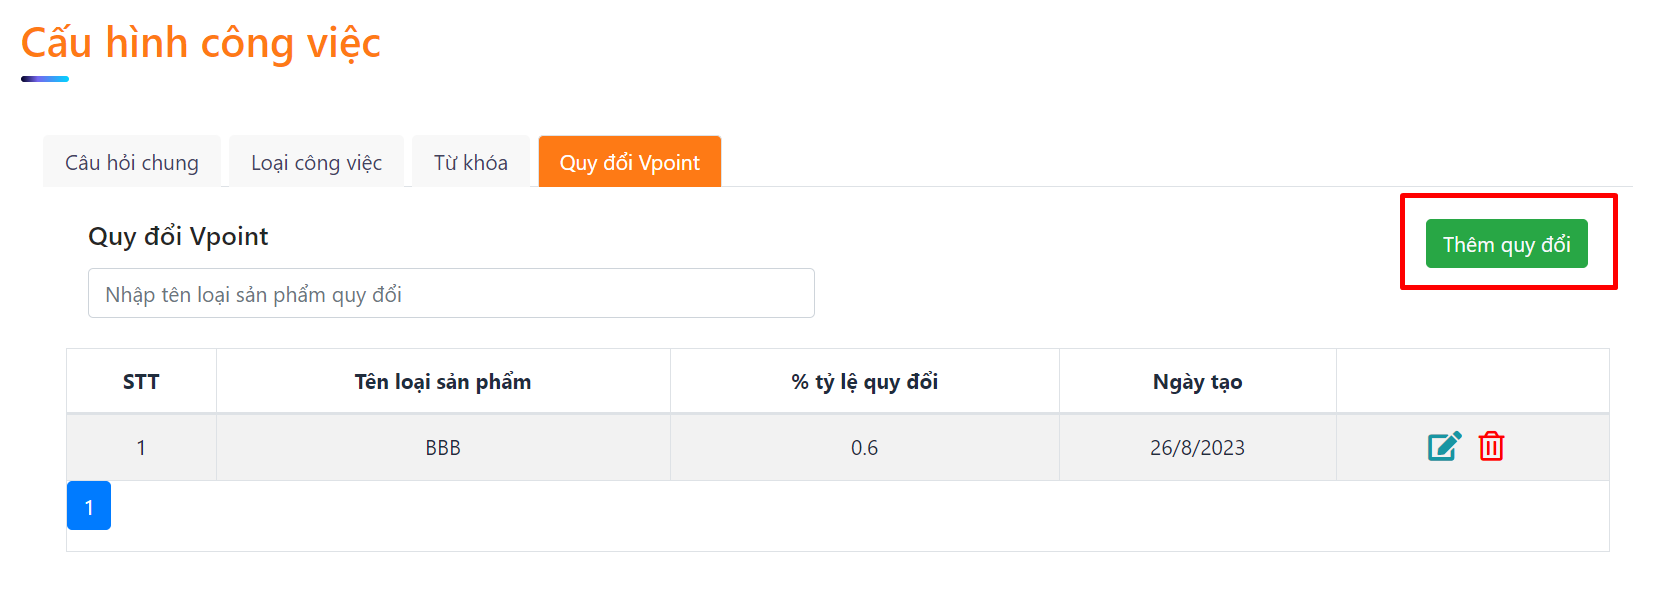 Cấu hình công việc
Câu hỏi chung Loại công việc Từ khóa Quy đổi Vpoint
Quy đổi Vpoint
Thêm quy đổi
Nhập tên loại sản phẩm quy đổi
STT Tên loại sản phẩm % tỷ lệ quy đổi Ngày tạo
1 BBB 0.6 26/8/2023
1